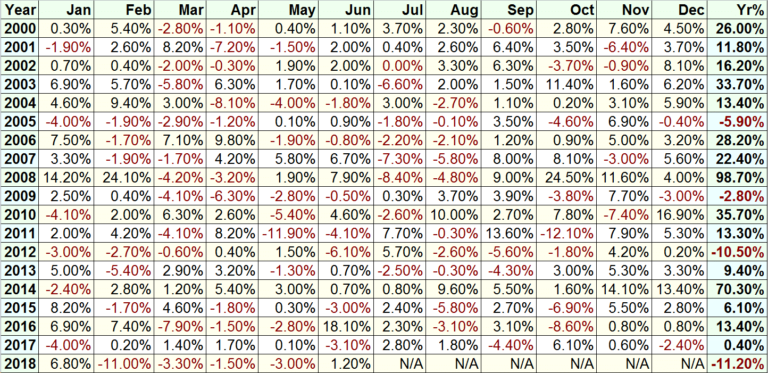 Year Jan Feb Mar Apr May Jun Jul Aug Sep Oct Nov Dec Yr%
2000 0.30% 5.40% -2.80% -1.10% 0.40% 1.10% 3.70% 2.30% -0.60% 2.80% 7.60% 4.50% 26.00%
2001 -1.90% 2.60% 8.20% -7.20% -1.50% 2.00% 0.40% 2.60% 6.40% 3.50% -6.40% 3.70% 11.80%
2002 0.70% 0.40% -2.00% -0.30% 1.90% 2.00% 0.00% 3.30% 6.30% -3.70% -0.90% 8.10% 16.20%
2003 6.90% 5.70% -5.80% 6.30% 1.70% 0.10% -6.60% 2.00% 1.50% 11.40% 1.60% 6.20% 33.70%
2004 4.60% 9.40% 3.00% -8.10% -4.00% -1.80% 3.00% -2.70% 1.10% 0.20% 3.10% 5.90% 13.40%
2005 -4.00% -1.90% -2.90% -1.20% 0.10% 0.90% -1.80% -0.10% 3.50% -4.60% 6.90% -0.40% -5.90%
2006 7.50% -1.70% 7.10% 9.80% -1.90% -0.80% -2.20% -2.10% 1.20% 0.90% 5.00% 3.20% 28.20%
2007 3.30% -1.90% -1.70% 4.20% 5.80% 6.70% -7.30% -5.80% 8.00% 8.10% -3.00% 5.60% 22.40%
2008 14.20% 24.10% -4.20% -3.20% 1.90% 7.90% -8.40% -4.80% 9.00% 24.50% 11.60% 4.00% 98.70%
2009 2.50% 0.40% -4.10% -6.30% -2.80% -0.50% 0.30% 3.70% 3.90% -3.80% 7.70% -3.00% -2.80%
2010 -4.10% 2.00% 6.30% 2.60% -5.40% 4.60% -2.60% 10.00% 2.70% 7.80% -7.40% 16.90% 35.70%
2011 2.00% 4.20% -4.10% 8.20% -11.90% -4.10% 7.70% -0.30% 13.60% -12.10% 7.90% 5.30% 13.30%
2012 -3.00% -2.70% -0.60% 0.40% 1.50% -6.10% 5.70% -2.60% -5.60% -1.80% 4.20% 0.20% -10.50%
2013 5.00% -5.40% 2.90% 3.20% -1.30% 0.70% -2.50% -0.30% -4.30% 3.00% 5.30% 3.30% 9.40%
2014 -2.40% 2.80% 1.20% 5.40% 3.00% 0.70% 0.80% 9.60% 5.50% 1.60% 14.10% 13.40% 70.30%
2015 8.20% -1.70% 4.60% -1.80% 0.30% -3.00% 2.40% -5.80% 2.70% -6.90% 5.50% 2.80% 6.10%
2016 6.90% 7.40% -7.90% -1.50% -2.80% 18.10% 2.30% -3.10% 3.10% -8.60% 0.80% 0.80% 13.40%
2017 -4.00% 0.20% 1.40% 1.70% 0.10% -3.10% 2.80% 1.80% -4.40% 6.10% 0.60% -2.40% 0.40%
2018 6.80% -11.00% -3.30% -1.50% -3.00% 1.20% N/A N/A N/A N/A N/A N/A -11.20%